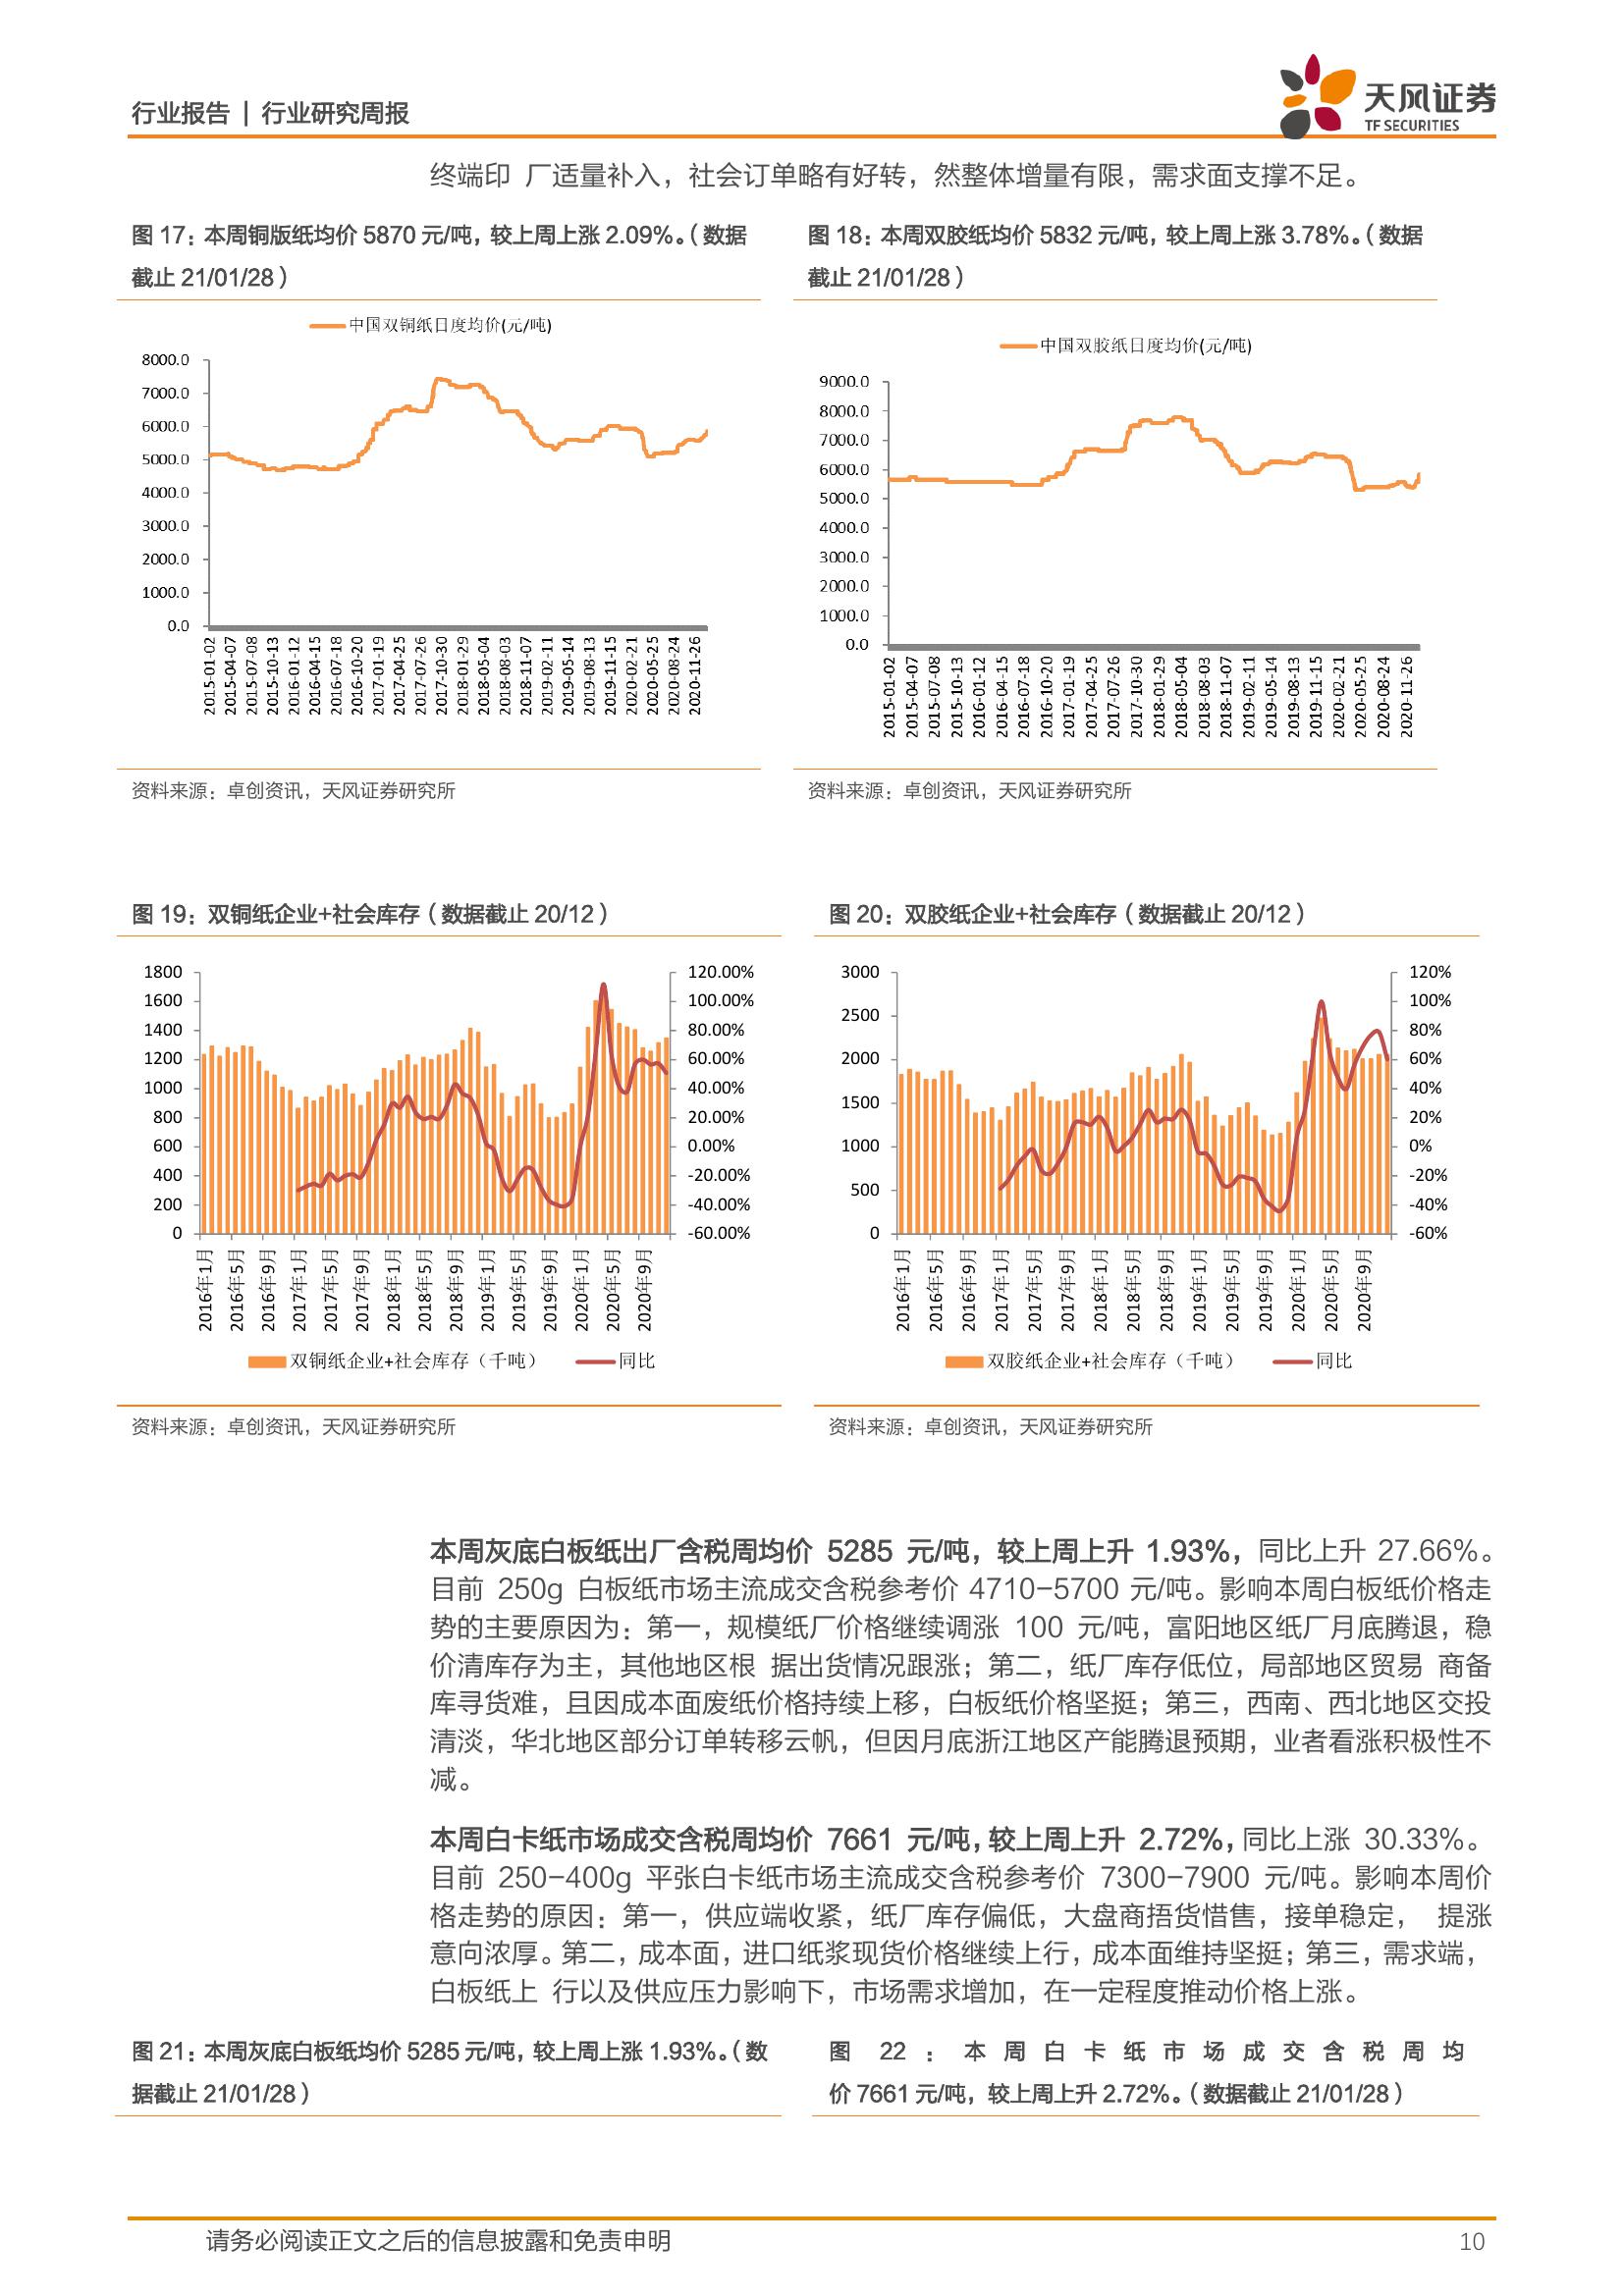 行业报告 | 行业研究周报
天风证券
TF SECURITIES
终端印 厂适量补入，社会订单略有好转，然整体增量有限，需求面支撑不足。
图 17：本周铜版纸均价 5870 元/吨，较上周上涨 2.09%。（数据
截止 21/01/28）
中国双铜纸日度均价(元/吨)
8000.0
7000.0
6000.0
5000.0
4000.0
3000.0
2000.0
1000.0
0.0
2015-01-02
2015-04-07
2015-07-08
2015-10-13
2016-01-12
2016-04-15
2016-07-18
2016-10-20
2017-01-19
2017-04-25
2017-07-26
2017-10-30
2018-01-29
2018-05-04
2018-08-03
2018-11-07
2019-02-11
2019-05-14
2019-08-13
2019-11-15
2020-02-21
2020-05-25
2020-08-24
2020-11-26
资料来源：卓创资讯，天风证券研究所
图 18：本周双胶纸均价 5832 元/吨，较上周上涨 3.78%。（数据
截止 21/01/28）
中国双胶纸日度均价(元/吨)
9000.0
8000.0
7000.0
6000.0
5000.0
4000.0
3000.0
2000.0
1000.0
0.0
2015-01-02
2015-04-07
2015-07-08
2015-10-13
2016-01-12
2016-04-15
2016-07-18
2016-10-20
2017-01-19
2017-04-25
2017-07-26
2017-10-30
2018-01-29
2018-05-04
2018-08-03
2018-11-07
2019-02-11
2019-05-14
2019-08-13
2019-11-15
2020-02-21
2020-05-25
2020-08-24
2020-11-26
资料来源：卓创资讯，天风证券研究所
图 19：双铜纸企业+社会库存（数据截止 20/12）
1800
1600
1400
1200
1000
800
600
400
200
0
120.00%
100.00%
80.00%
60.00%
40.00%
20.00%
0.00%
-20.00%
-40.00%
-60.00%
2016年1月
2016年5月
2016年9月
2017年1月
2017年5月
2017年9月
2018年1月
2018年5月
2018年9月
2019年1月
2019年5月
2019年9月
2020年1月
2020年5月
2020年9月
双铜纸企业+社会库存（千吨）
同比
资料来源：卓创资讯，天风证券研究所
图 20：双胶纸企业+社会库存（数据截止 20/12）
3000
2500
2000
1500
1000
500
0
120%
100%
80%
60%
40%
20%
0%
-20%
-40%
-60%
2016年1月
2016年5月
2016年9月
2017年1月
2017年5月
2017年9月
2018年1月
2018年5月
2018年9月
2019年1月
2019年5月
2019年9月
2020年1月
2020年5月
2020年9月
双胶纸企业+社会库存（千吨）
同比
资料来源：卓创资讯，天风证券研究所
本周灰底白板纸出厂含税周均价 5285 元/吨，较上周上升 1.93%，同比上升 27.66%。
目前 250g 白板纸市场主流成交含税参考价 4710-5700 元/吨。影响本周白板纸价格走
势的主要原因为：第一，规模纸厂价格继续调涨 100 元/吨，富阳地区纸厂月底腾退，稳
价清库存为主，其他地区根 据出货情况跟涨；第二，纸厂库存低位，局部地区贸易 商备
库寻货难，且因成本面废纸价格持续上移，白板纸价格坚挺；第三，西南、西北地区交投
清淡，华北地区部分订单转移云帆，但因月底浙江地区产能腾退预期，业者看涨积极性不
减。
本周白卡纸市场成交含税周均价 7661 元/吨，较上周上升 2.72%，同比上涨 30.33%。
目前 250-400g 平张白卡纸市场主流成交含税参考价 7300-7900 元/吨。影响本周价
格走势的原因：第一，供应端收紧，纸厂库存偏低，大盘商捂货惜售，接单稳定， 提涨
意向浓厚。第二，成本面，进口纸浆现货价格继续上行，成本面维持坚挺；第三，需求端，
白板纸上 行以及供应压力影响下，市场需求增加，在一定程度推动价格上涨。
图 21：本周灰底白板纸均价 5285 元/吨，较上周上涨 1.93%。（数
据截止 21/01/28）
图 22：本周白卡纸市场成交含税周均
价 7661 元/吨，较上周上升 2.72%。（数据截止 21/01/28）
请务必阅读正文之后的信息披露和免责申明
10